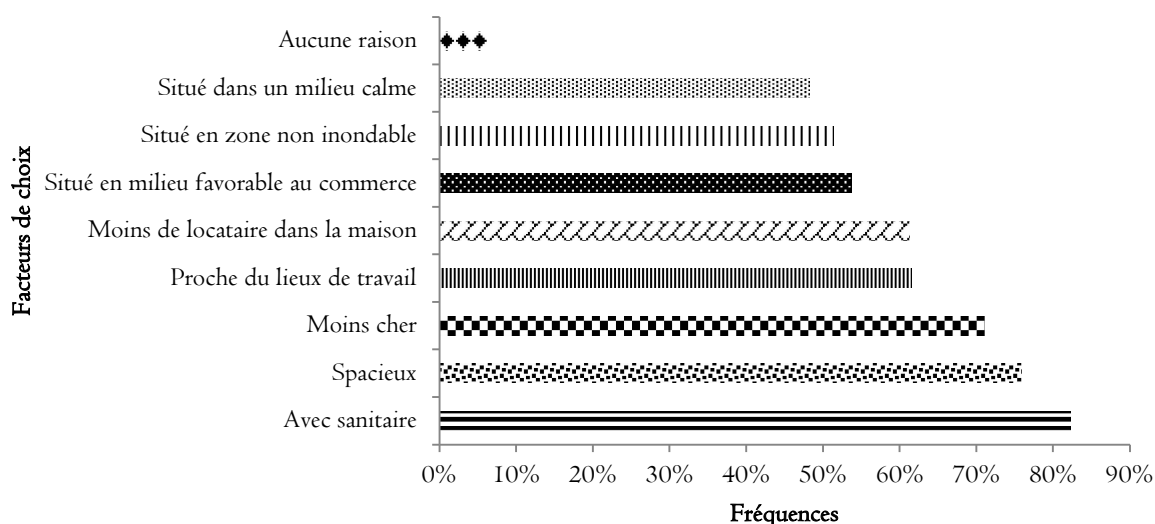 Facteurs de choix
Aucune raison
Situé dans un milieu calme
Situé en zone non inondable
Situé en milieu favorable au commerce
Moins de locataire dans la maison
Proche du lieux de travail
Moins cher
Spacieux
Avec sanitaire
0% 10% 20% 30% 40% 50% 60% 70% 80% 90%
Fréquences